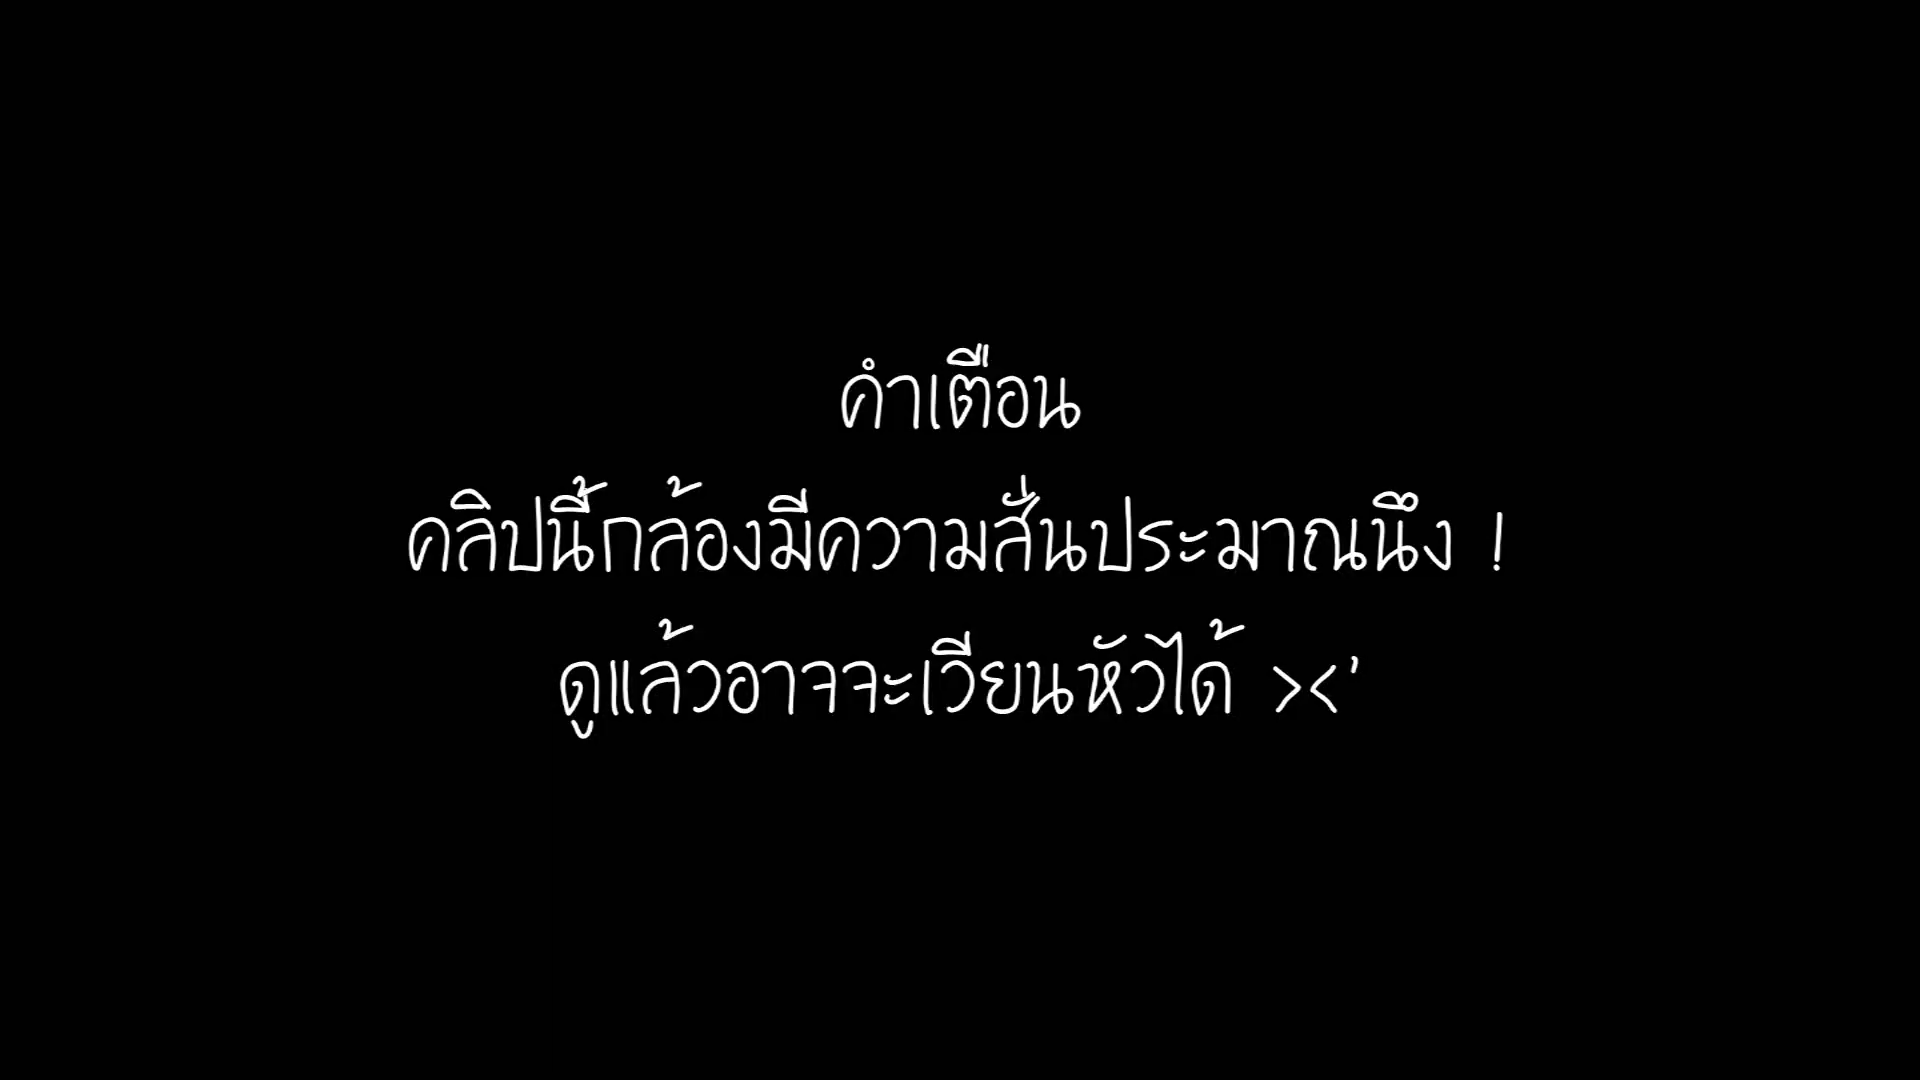 คำเตือน
คลิปนี้กล้องมีความสั่นประมาณนึง !
ดูแล้วอาจจะเวียนหัวได้ ><'